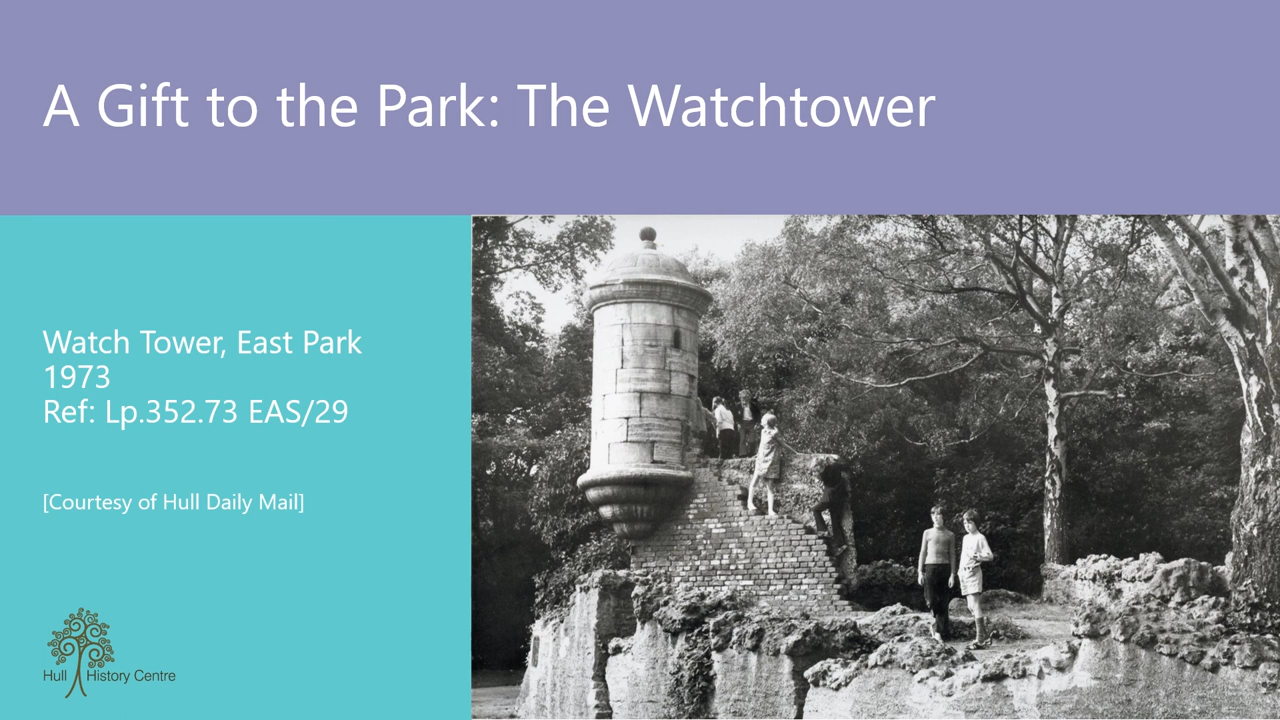 A Gift to the Park: The Watchtower
Watch Tower, East Park
1973
Ref: Lp.352.73 EAS/29
[Courtesy of Hull Daily Mail]
Hull History Centre